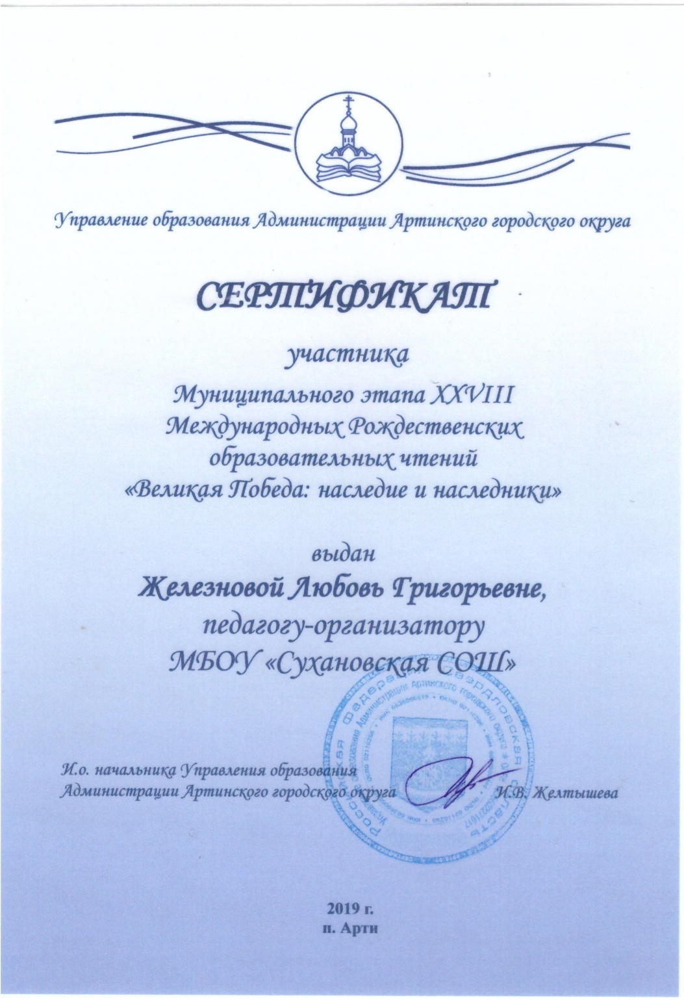 Управление образования Администрации Артинского городского округа
СЕРТИФИКАТ
участника
Муниципального этапа XXVIII
Международных Рождественских
образовательных чтений
«Великая Победа: наследие и наследники»
выдан
Железновой Любовь Григорьевне,
педагогу-организатору
МБОУ «Сухановская СОШ»
Российская Федерация Свердловская область
Управление образования Администрации Артинского городского округа
И.о. начальника Управления образования
Администрации Артинского городского округа
И.В. Желтышева
2019 г.
п. Арти